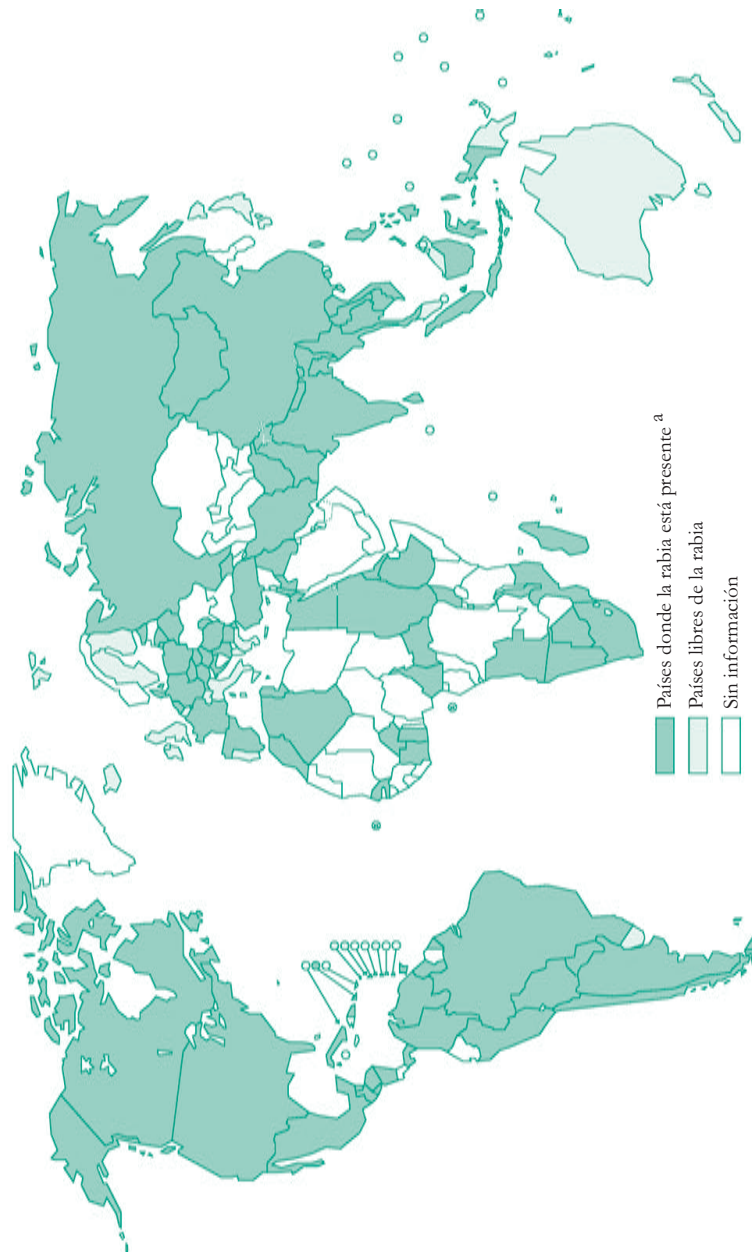 Países donde la rabia está presente a
Países libres de la rabia
Sin información